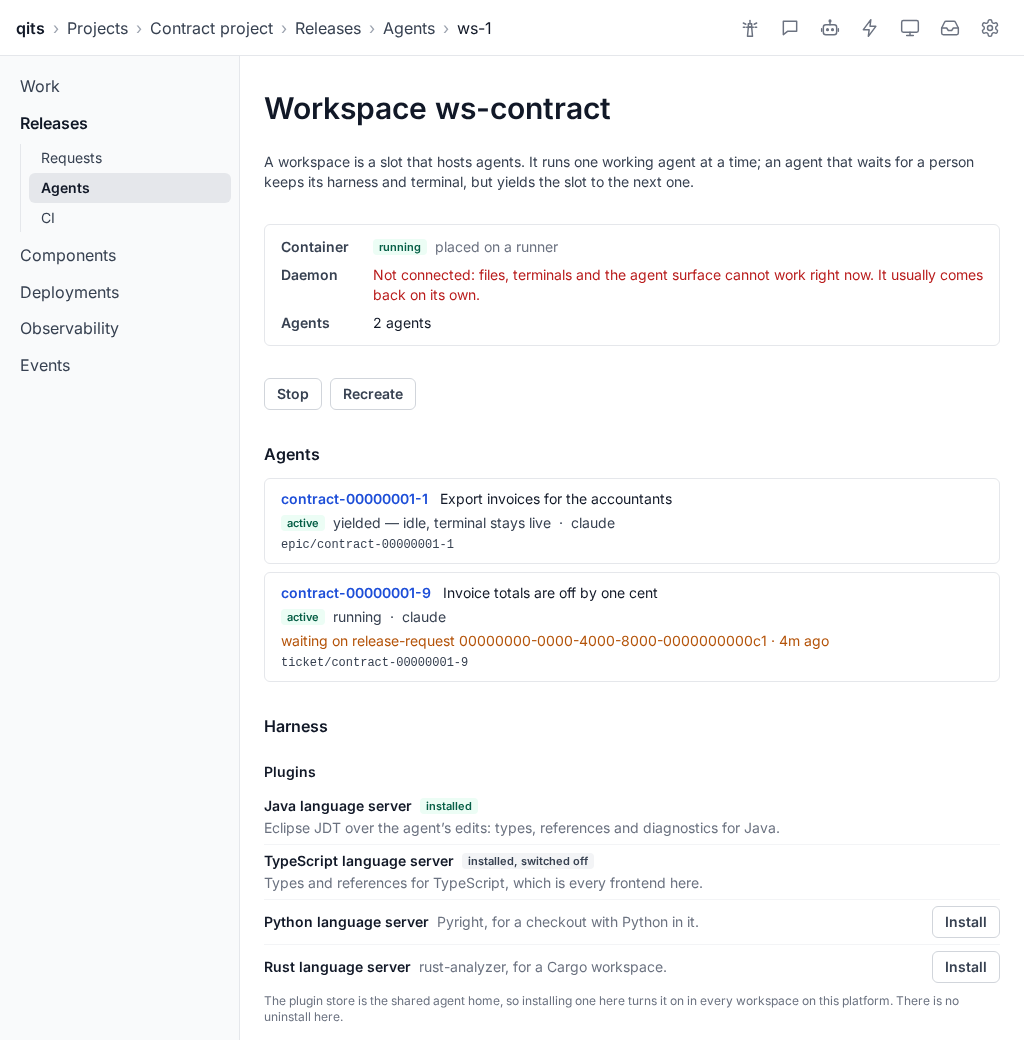 qits › Projects › Contract project › Releases › Agents › ws-1
Work
Releases
Requests
Agents
CI
Components
Deployments
Observability
Events
Workspace ws-contract
A workspace is a slot that hosts agents. It runs one working agent at a time; an agent that waits for a person
keeps its harness and terminal, but yields the slot to the next one.
Container running placed on a runner
Daemon Not connected: files, terminals and the agent surface cannot work right now. It usually comes
back on its own.
Agents 2 agents
Stop Recreate
Agents
contract-00000001-1 Export invoices for the accountants
active yielded — idle, terminal stays live · claude
epic/contract-00000001-1
contract-00000001-9 Invoice totals are off by one cent
active running · claude
waiting on release-request 00000000-0000-4000-8000-0000000000c1 · 4m ago
ticket/contract-00000001-9
Harness
Plugins
Java language server installed
Eclipse JDT over the agent’s edits: types, references and diagnostics for Java.
TypeScript language server installed, switched off
Types and references for TypeScript, which is every frontend here.
Python language server Pyright, for a checkout with Python in it. Install
Rust language server rust-analyzer, for a Cargo workspace. Install
The plugin store is the shared agent home, so installing one here turns it on in every workspace on this platform. There is no
uninstall here.